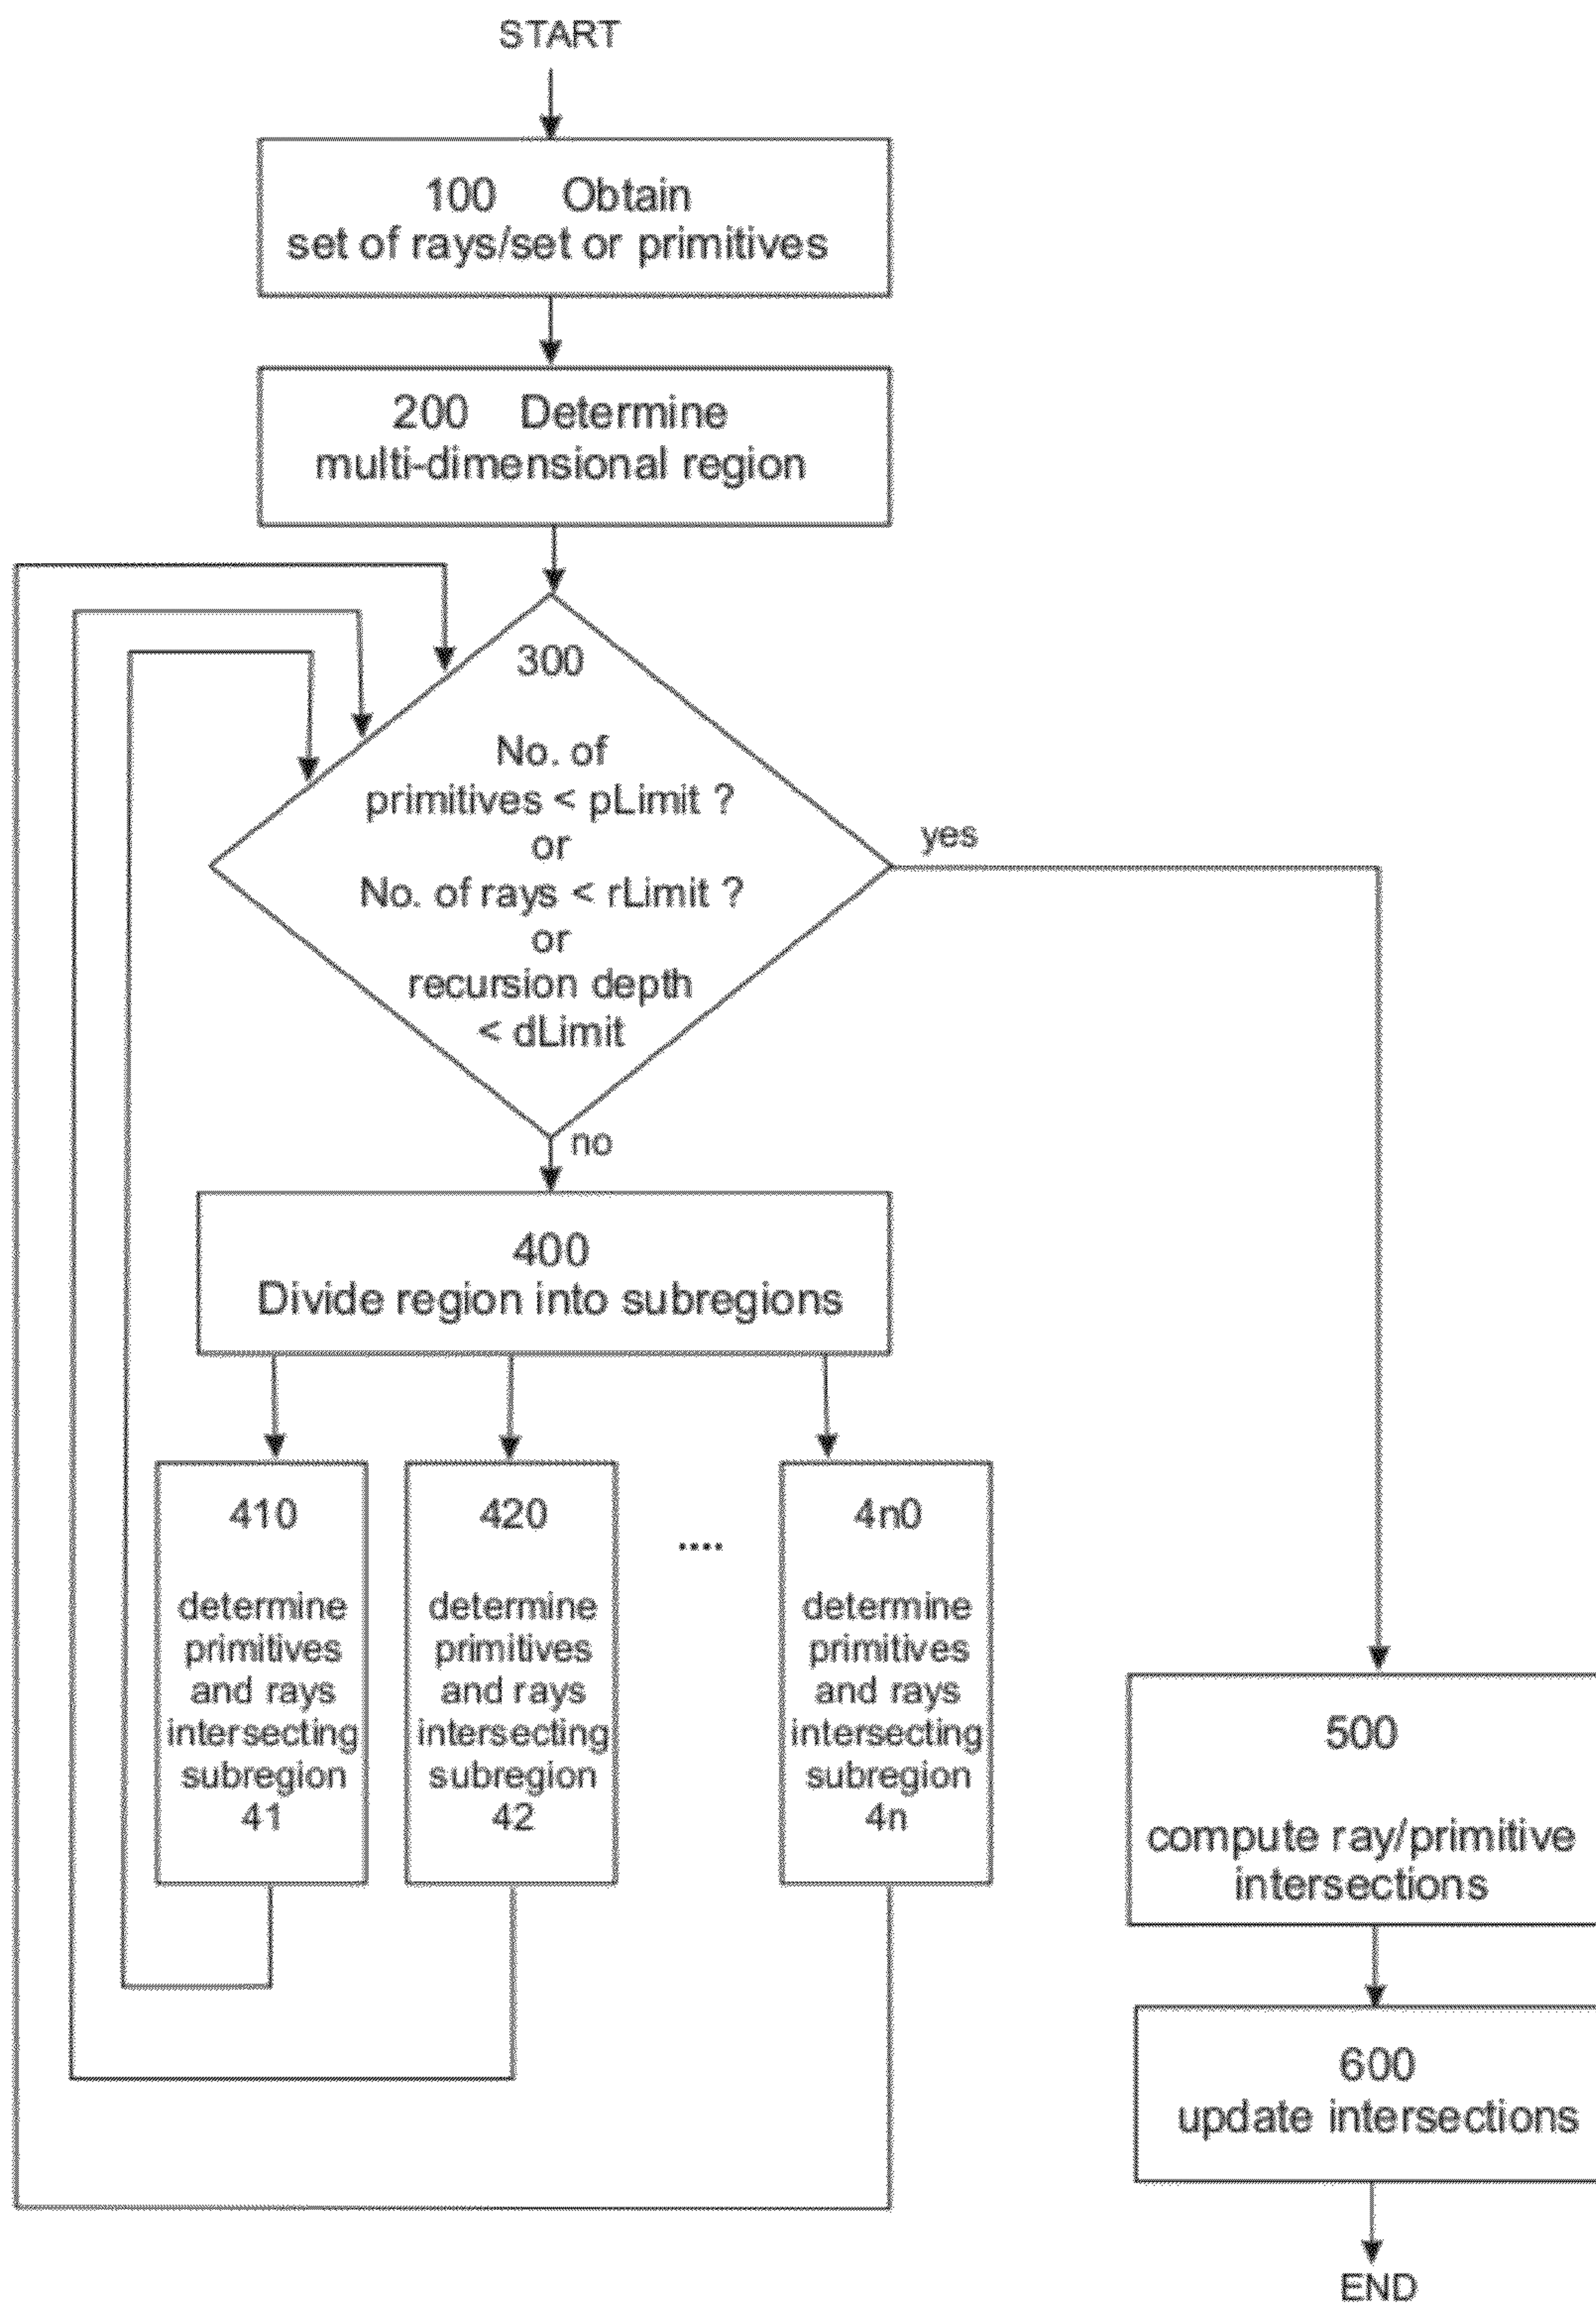 START
100 Obtain
set of rays/set or primitives
200 Determine
multi-dimensional region
300
No. of
primitives < pLimit ?
or
No. of rays < rLimit ?
or
recursion depth
< dLimit
yes
no
400
Divide region into subregions
410
determine
primitives
and rays
intersecting
subregion
41
420
determine
primitives
and rays
intersecting
subregion
42
....
4n0
determine
primitives
and rays
intersecting
subregion
4n
500
compute ray/primitive
intersections
600
update intersections
END